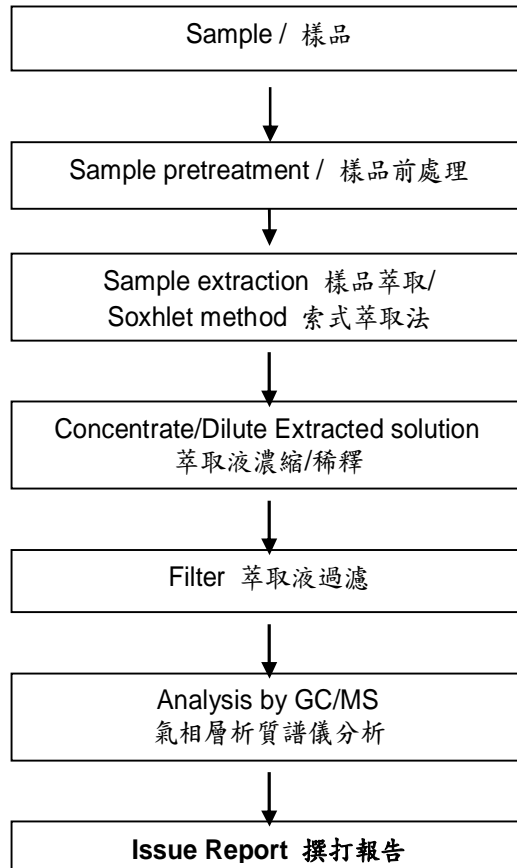 Sample / 樣品
Sample pretreatment / 樣品前處理
Sample extraction 樣品萃取/
Soxhlet method 索式萃取法
Concentrate/Dilute Extracted solution
萃取液濃縮/稀釋
Filter 萃取液過濾
Analysis by GC/MS
氣相層析質譜儀分析
Issue Report 撰打報告